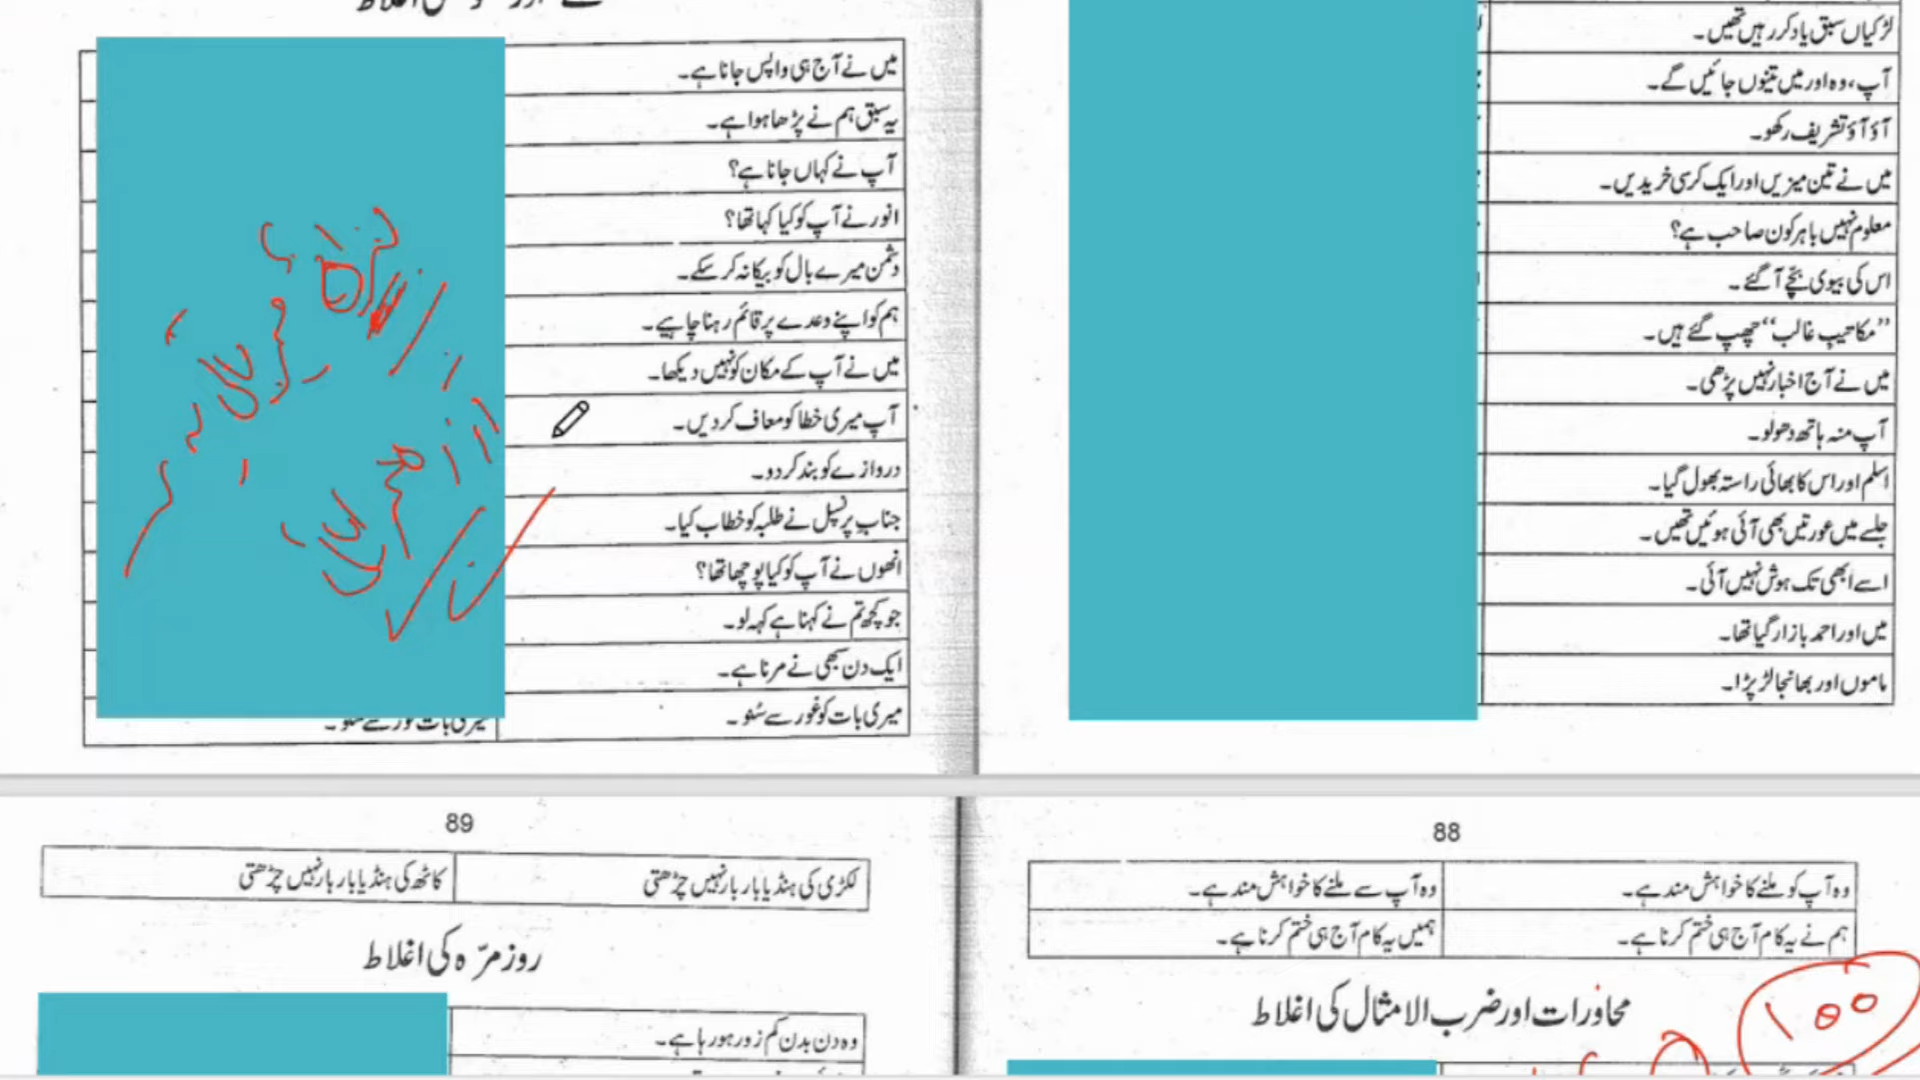 لڑکیاں سبق یاد کر رہیں تھیں۔
آپ، وہ اور میں تینوں جائیں گے۔
آؤ آؤ تشریف رکھو۔
میں نے تین میزیں اور ایک کرسی خریدیں۔
معلوم نہیں باہر کون صاحب ہے؟
اس کی بیوی بچّے آ گئے۔
’’مکاتیبِ غالب‘‘ چھپ گئے ہیں۔
میں نے آج اخبار نہیں پڑھی۔
آپ منہ ہاتھ دھولو۔
اسلم اور اس کا بھائی راستہ بھول گیا۔
جلسے میں عورتیں بھی آئی ہوئیں تھیں۔
اسے ابھی تک ہوش نہیں آئی۔
میں اور احمد بازار گیا تھا۔
ماموں اور بھانجا لڑ پڑا۔
کی اغلاط
میں نے آج ہی واپس جانا ہے۔
یہ سبق ہم نے پڑھا ہوا ہے۔
آپ نے کہاں جانا ہے؟
انور نے آپ کو کیا کہا تھا؟
دشمن میرے بال کو بیکا نہ کر سکے۔
ہم کو اپنے وعدے پر قائم رہنا چاہیے۔
میں نے آپ کے مکان کو نہیں دیکھا۔
آپ میری خطا کو معاف کر دیں۔
دروازے کو بند کر دو۔
جنابِ پرنسپل نے طلبہ کو خطاب کیا۔
انھوں نے آپ کو کیا پوچھا تھا؟
جو کچھ تم نے کہنا ہے کہہ لو۔
ایک دن سبھی نے مرنا ہے۔
میری بات کو غور سے سُنو۔ میری بات غور سے سنو۔
88
وہ آپ کو ملنے کا خواہش مند ہے۔ وہ آپ سے ملنے کا خواہش مند ہے۔
ہم نے یہ کام آج ہی ختم کرنا ہے۔ ہمیں یہ کام آج ہی ختم کرنا ہے۔
محاورات اور ضرب الامثال کی اغلاط
100
89
لکڑی کی ہنڈیا بار بار نہیں چڑھتی کاٹھ کی ہنڈیا بار بار نہیں چڑھتی
روزمرّہ کی اغلاط
وہ دن بدن کم زور ہو رہا ہے۔